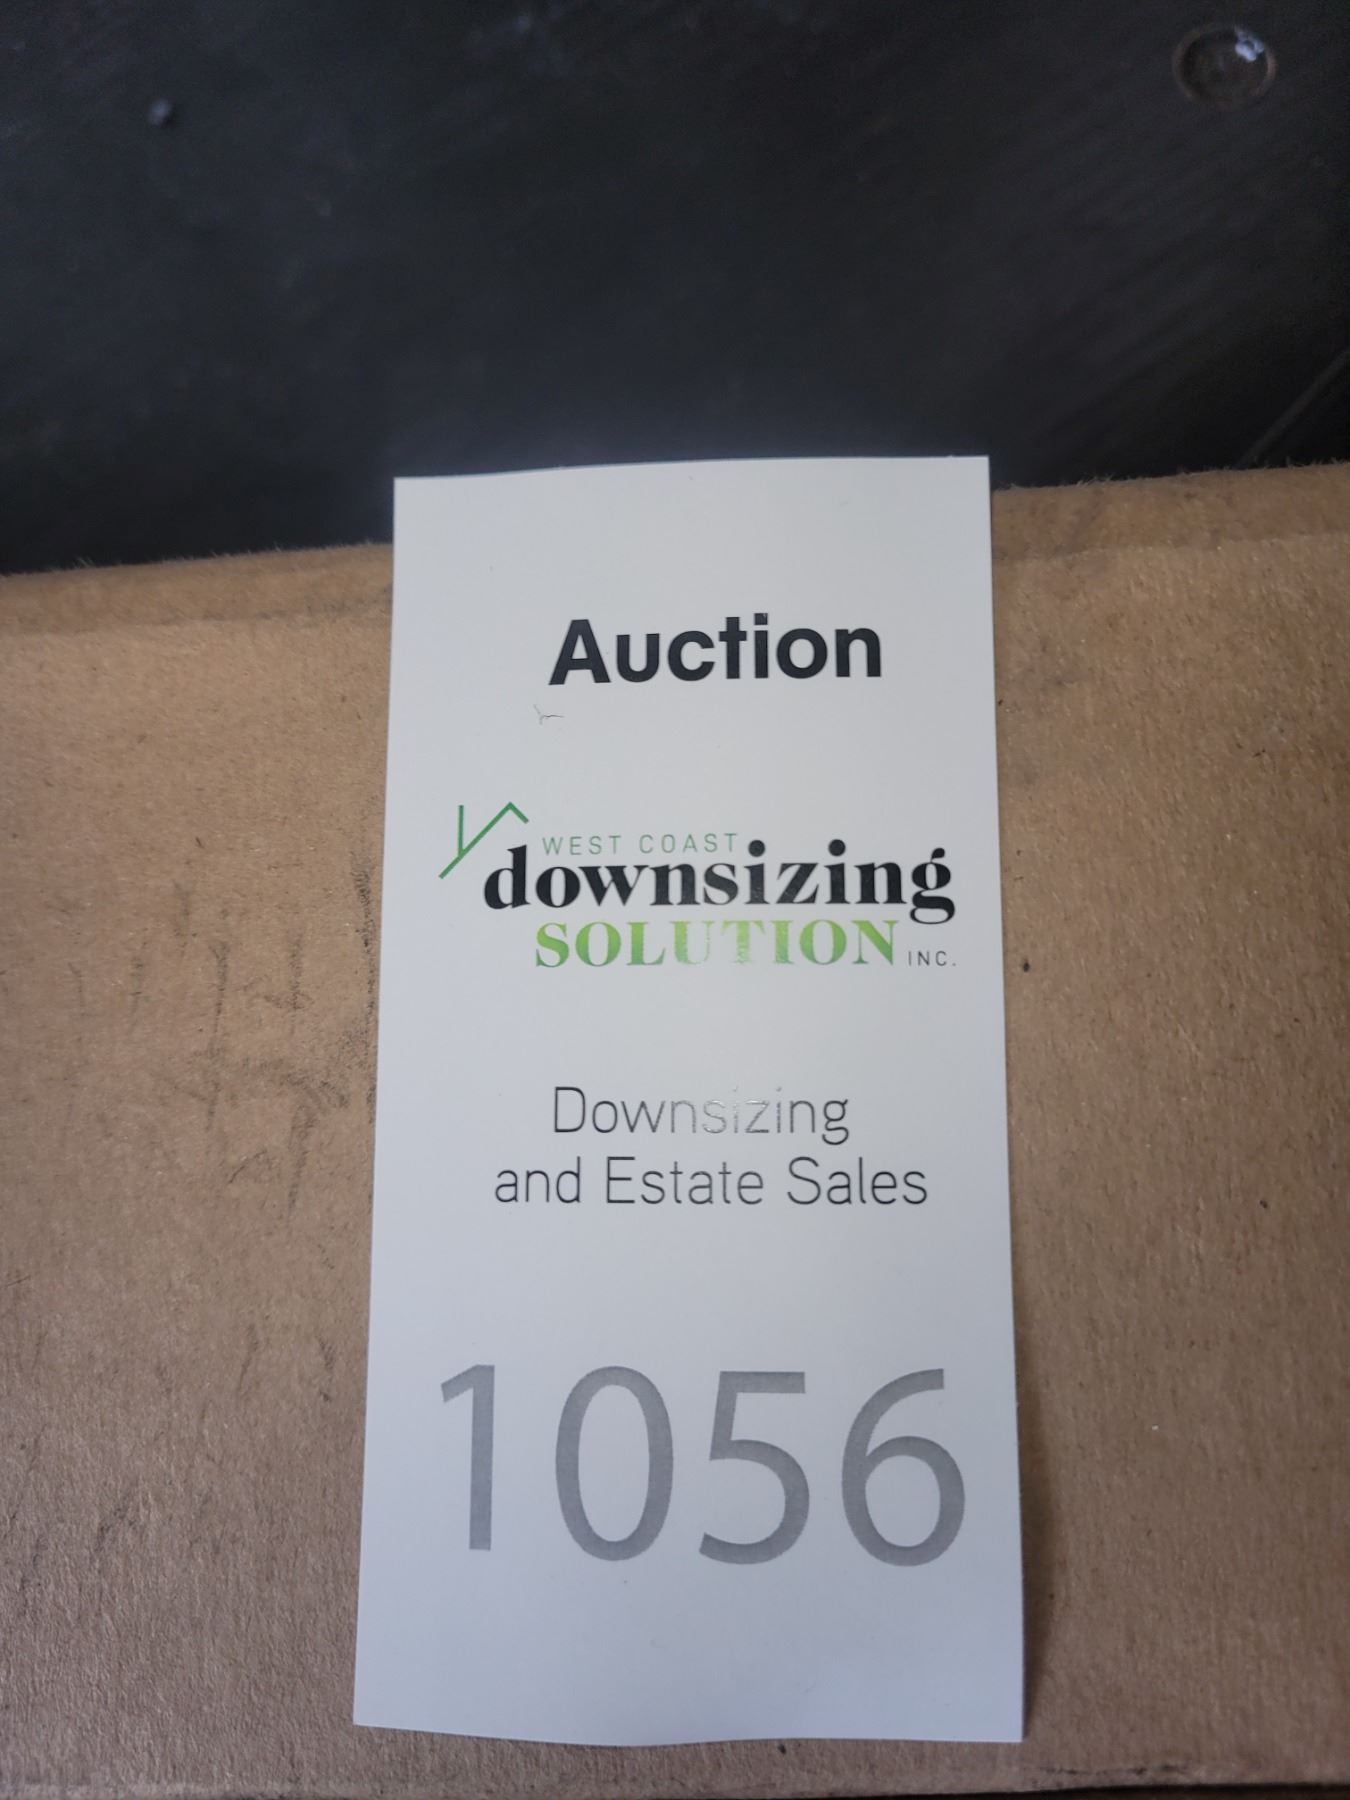 Auction
WEST COAST
downsizing
SOLUTION INC.
Downsizing
and Estate Sales
1056